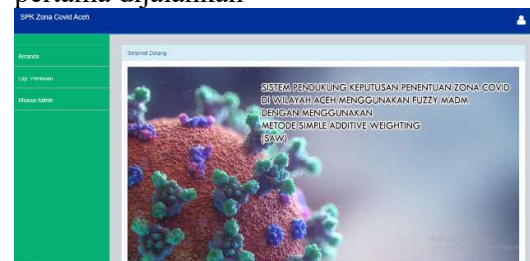 pertama dijalankan
SPK Zona Covid Aceh
Beranda
Selamat Datang
Lap. Penilaian
Khusus Admin
SISTEM PENDUKUNG KEPUTUSAN PENENTUAN ZONA COVID
DI WILAYAH ACEH MENGGUNAKAN FUZZY MADM
DENGAN MENGGUNAKAN
METODE SIMPLE ADDITIVE WEIGHTING
(SAW)